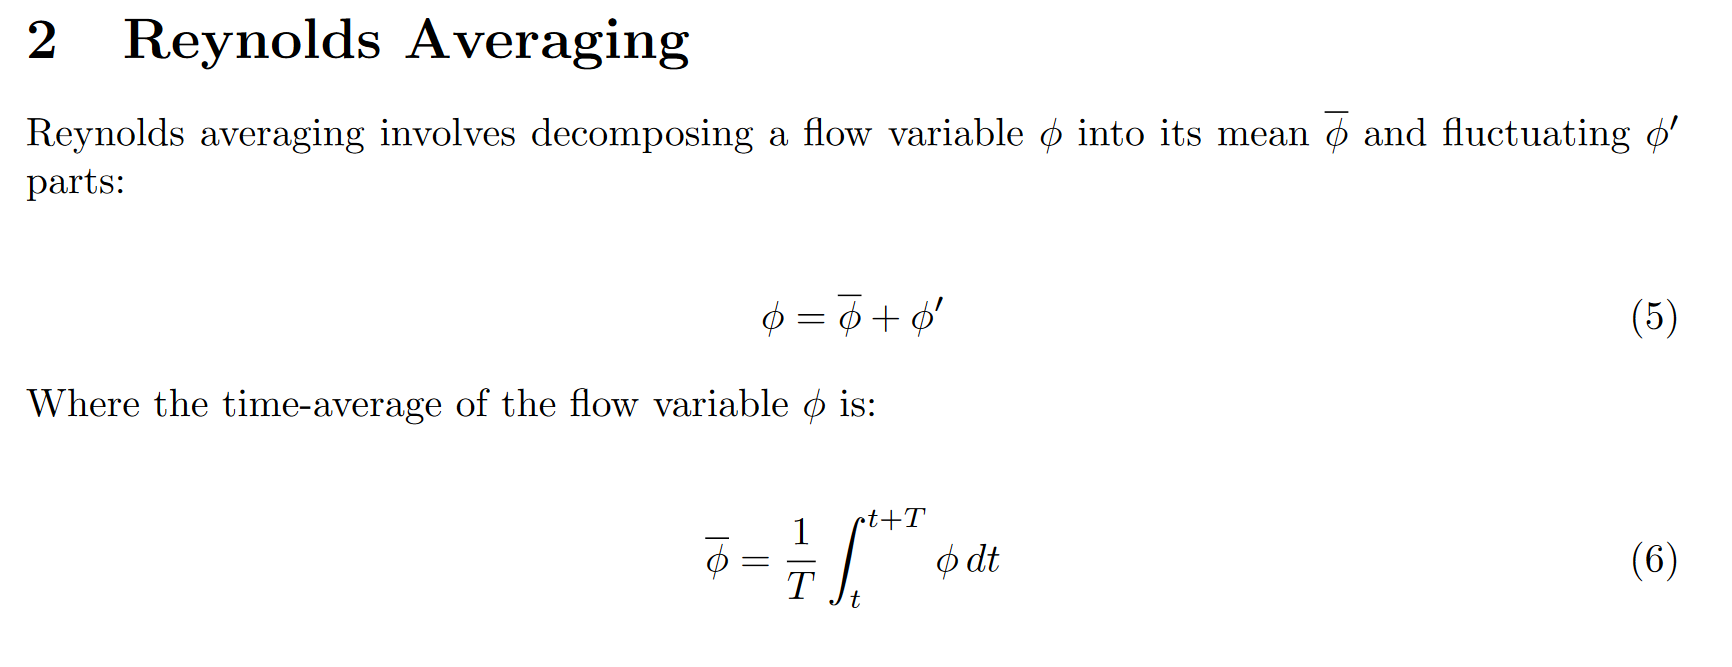 2 Reynolds Averaging
Reynolds averaging involves decomposing a flow variable ϕ into its mean ϕ̅ and fluctuating ϕ′
parts:
ϕ = ϕ̅ + ϕ′ (5)
Where the time-average of the flow variable ϕ is:
ϕ̅ = \frac{1}{T} ∫_{t}^{t+T} ϕ dt (6)